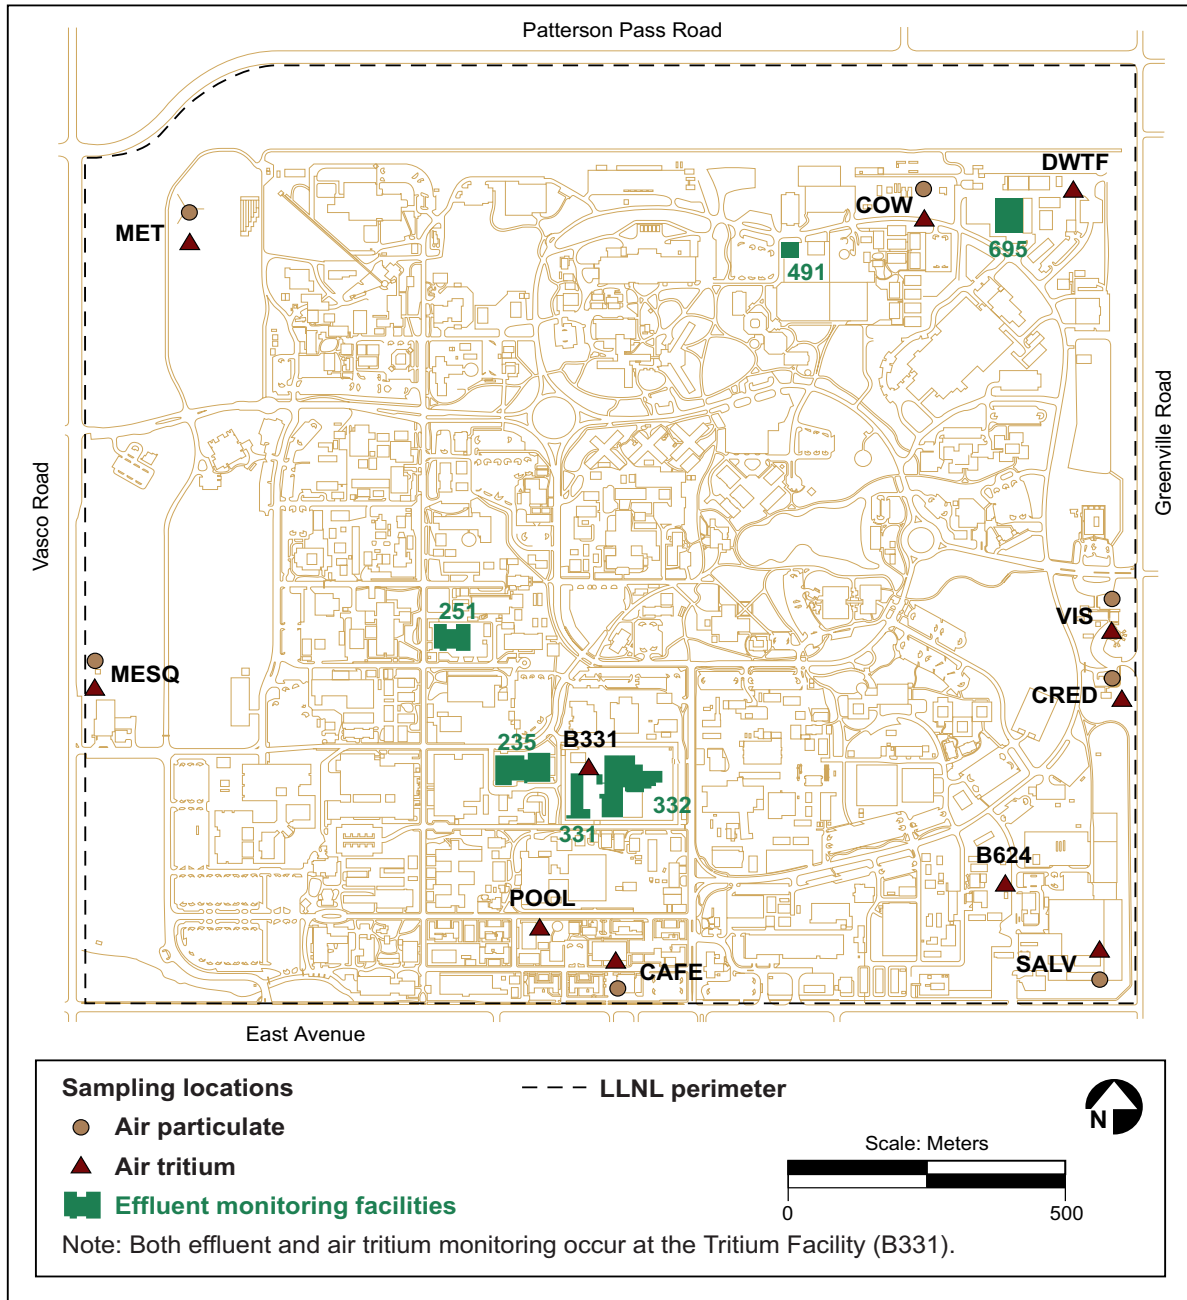 Patterson Pass Road
DWTF
COW
MET
695
491
Vasco Road
Greenville Road
251
VIS
MESQ
CRED
235
B331
332
331
B624
POOL
SALV
CAFE
East Avenue
Sampling locations
LLNL perimeter
Air particulate
N
Scale: Meters
Air tritium
Effluent monitoring facilities
0
500
Note: Both effluent and air tritium monitoring occur at the Tritium Facility (B331).